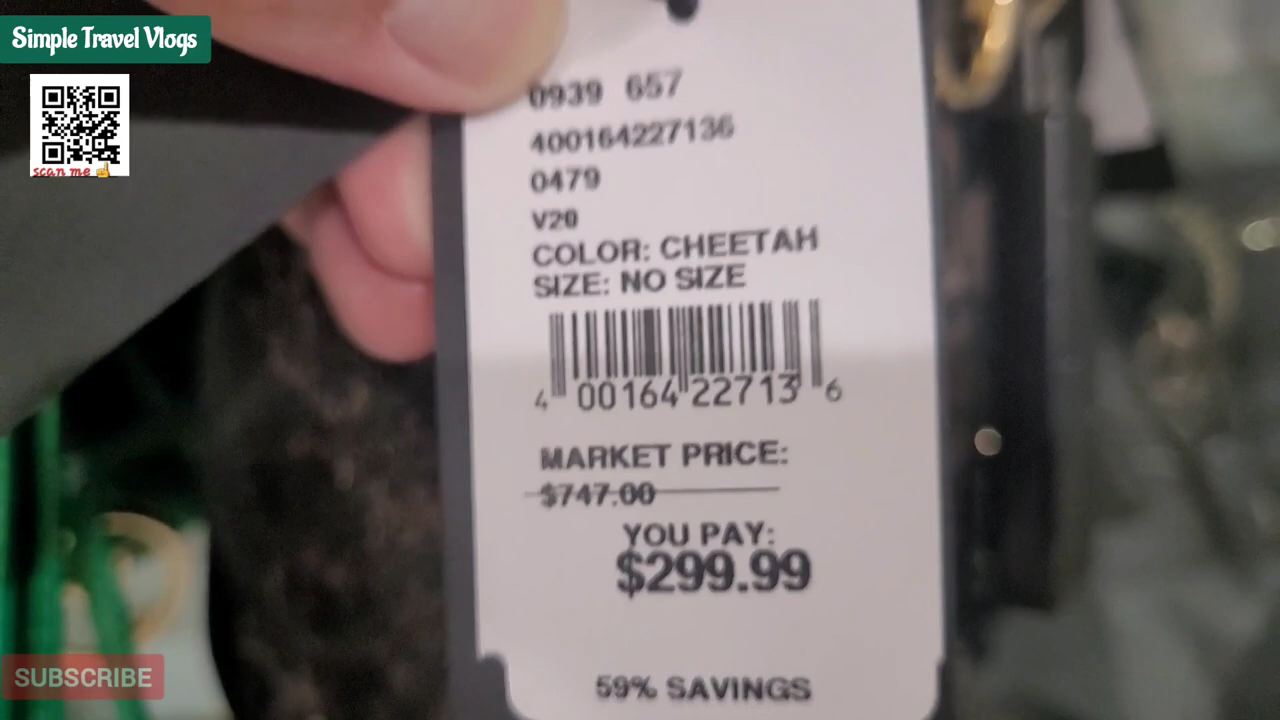 Simple Travel Vlogs
scan me
0939 657
400164227136
0479
V20
COLOR: CHEETAH
SIZE: NO SIZE
4 00164 22713 6
MARKET PRICE:
$747.00
YOU PAY:
$299.99
59% SAVINGS
SUBSCRIBE